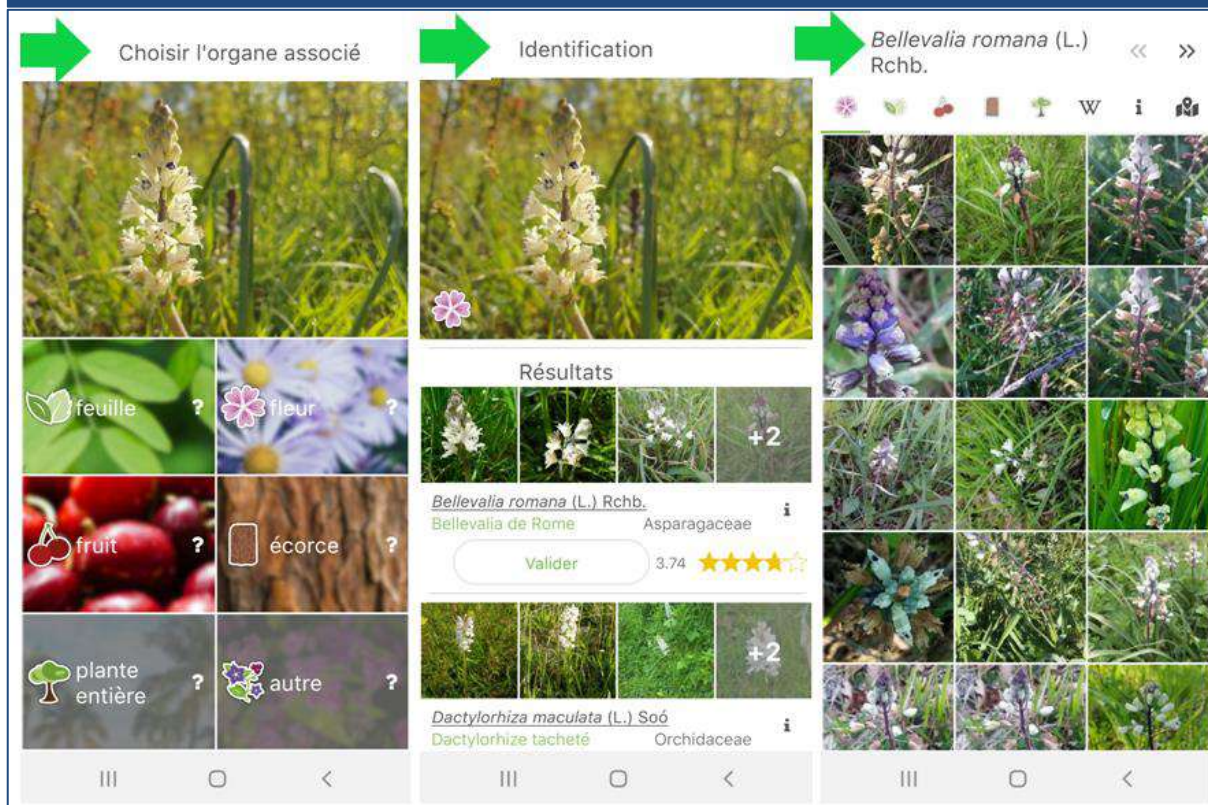 Choisir l'organe associé
feuille ?
fleur ?
fruit ?
écorce ?
plante
entière ?
autre ?
Identification
Résultats
+2
Bellevalia romana (L.) Rchb.
Bellevalia de Rome Asparagaceae
Valider 3.74
+2
Dactylorhiza maculata (L.) Soó
Dactylorhize tacheté Orchidaceae
Bellevalia romana (L.)
Rchb.
W i